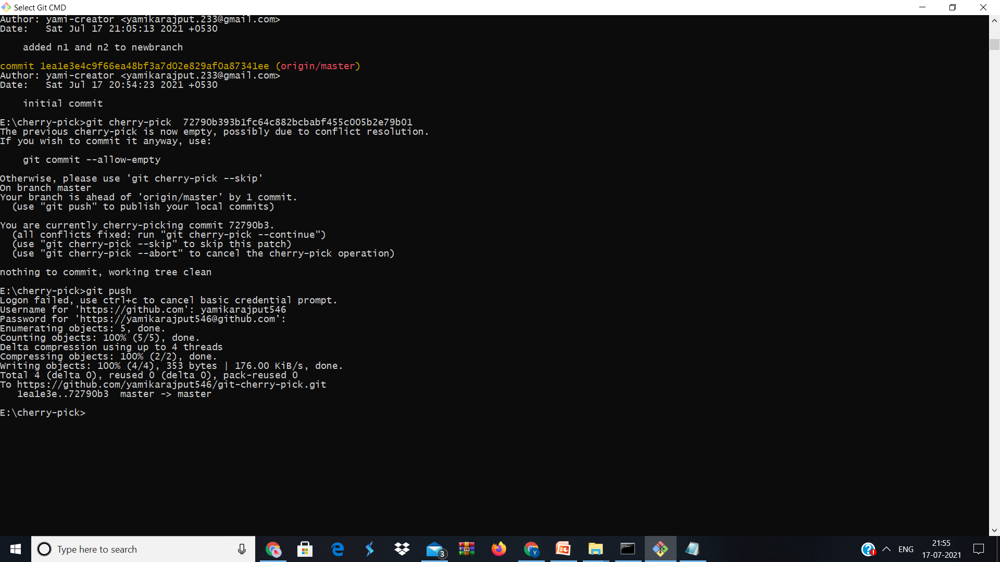 Select Git CMD
Author: yami-creator <yamikarajput.233@gmail.com>
Date:   Sat Jul 17 21:05:13 2021 +0530
    added n1 and n2 to newbranch
commit 1ea1e3e4c9f66ea48bf3a7d02e829af0a87341ee (origin/master)
Author: yami-creator <yamikarajput.233@gmail.com>
Date:   Sat Jul 17 20:54:23 2021 +0530
    initial commit
E:\cherry-pick>git cherry-pick  72790b393b1fc64c882bcbabf455c005b2e79b01
The previous cherry-pick is now empty, possibly due to conflict resolution.
If you wish to commit it anyway, use:
    git commit --allow-empty
Otherwise, please use 'git cherry-pick --skip'
On branch master
Your branch is ahead of 'origin/master' by 1 commit.
  (use "git push" to publish your local commits)
You are currently cherry-picking commit 72790b3.
  (all conflicts fixed: run "git cherry-pick --continue")
  (use "git cherry-pick --skip" to skip this patch)
  (use "git cherry-pick --abort" to cancel the cherry-pick operation)
nothing to commit, working tree clean
E:\cherry-pick>git push
Logon failed, use ctrl+c to cancel basic credential prompt.
Username for 'https://github.com': yamikarajput546
Password for 'https://yamikarajput546@github.com':
Enumerating objects: 5, done.
Counting objects: 100% (5/5), done.
Delta compression using up to 4 threads
Compressing objects: 100% (2/2), done.
Writing objects: 100% (4/4), 353 bytes | 176.00 KiB/s, done.
Total 4 (delta 0), reused 0 (delta 0), pack-reused 0
To https://github.com/yamikarajput546/git-cherry-pick.git
   1ea1e3e..72790b3  master -> master
E:\cherry-pick>
Type here to search
3
Y
ENG
21:55
17-07-2021